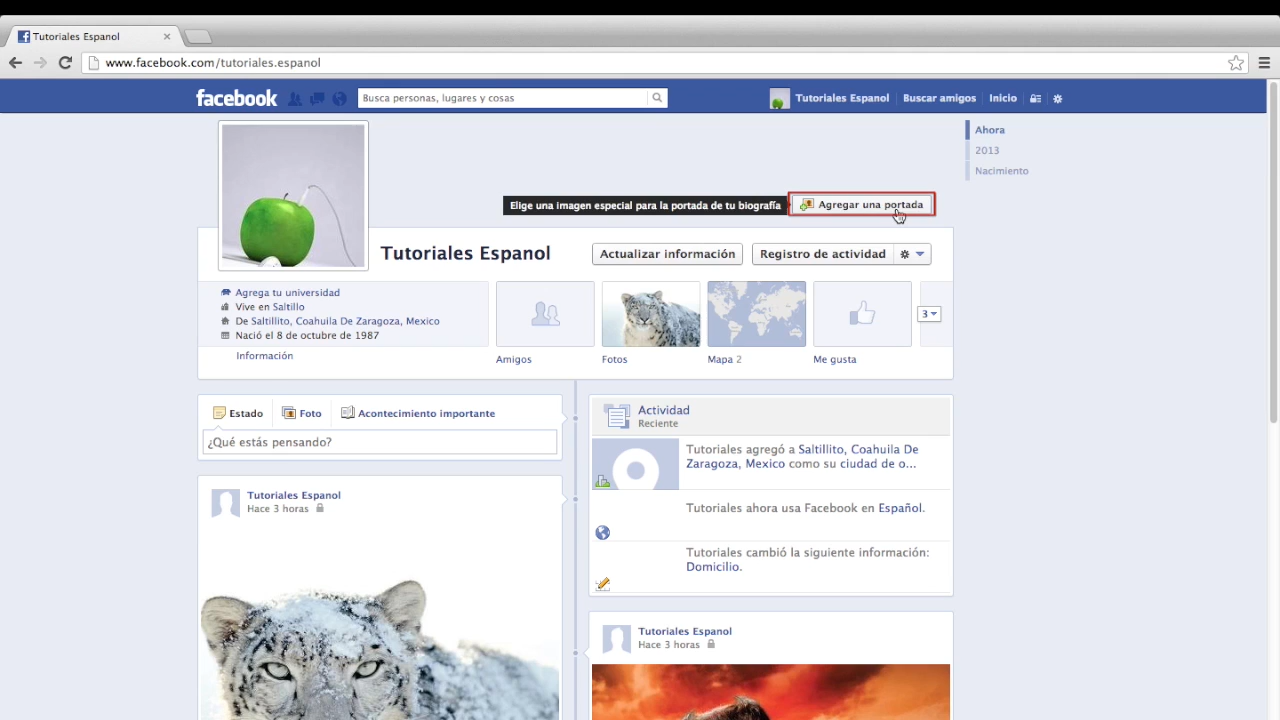 Tutoriales Espanol
www.facebook.com/tutoriales.espanol
facebook
Busca personas, lugares y cosas
Tutoriales Espanol
Buscar amigos
Inicio
Ahora
2013
Nacimiento
Elige una imagen especial para la portada de tu biografía
Agregar una portada
Tutoriales Espanol
Actualizar información
Registro de actividad
Agrega tu universidad
Vive en Saltillo
De Saltillito, Coahuila De Zaragoza, Mexico
Nació el 8 de octubre de 1987
Información
3
Amigos
Fotos
Mapa 2
Me gusta
Estado
Foto
Acontecimiento importante
¿Qué estás pensando?
Tutoriales Espanol
Hace 3 horas
Actividad
Reciente
Tutoriales agregó a Saltillito, Coahuila De
Zaragoza, Mexico como su ciudad de o...
Tutoriales ahora usa Facebook en Español.
Tutoriales cambió la siguiente información:
Domicilio.
Tutoriales Espanol
Hace 3 horas